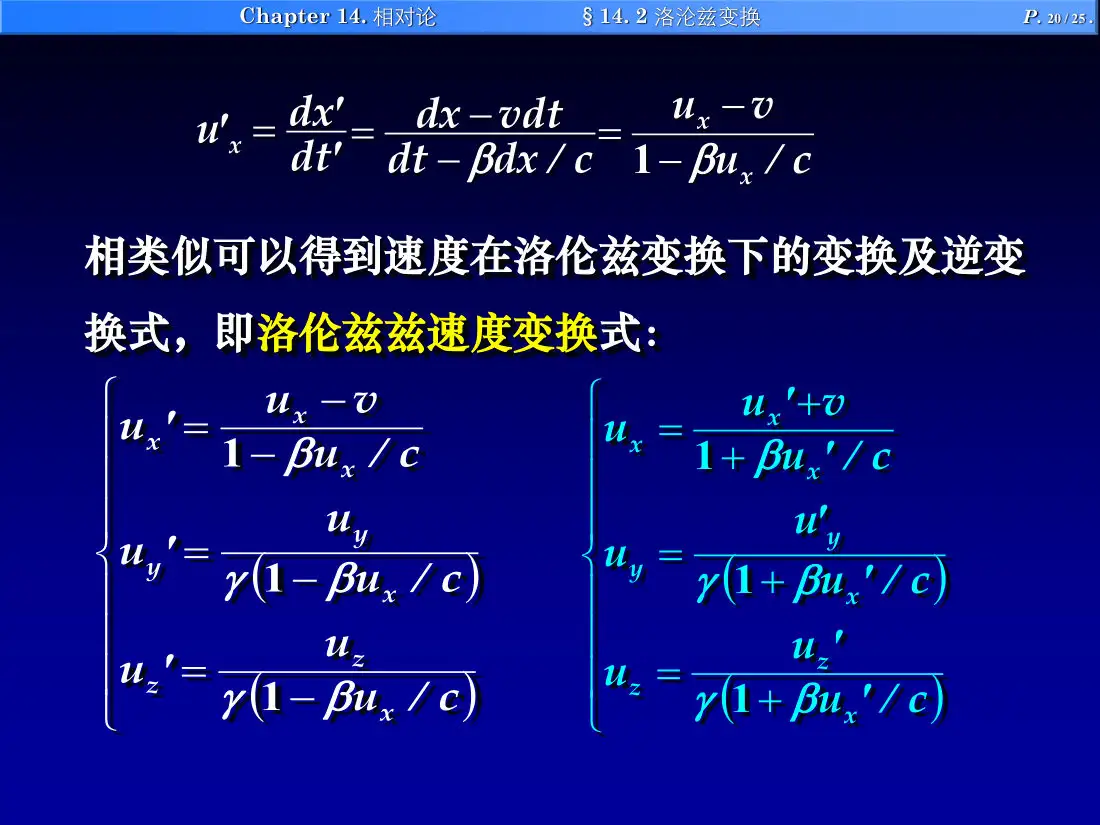 Chapter 14. 相对论 § 14. 2 洛沦兹变换 P. 20 / 25 .
u'ₓ = dx'/dt' = (dx − vdt)/(dt − βdx / c) = (uₓ − v)/(1 − βuₓ / c)
相类似可以得到速度在洛伦兹变换下的变换及逆变
换式，即洛伦兹兹速度变换式：
uₓ' = (uₓ − v)/(1 − βuₓ / c) uₓ = (uₓ' + v)/(1 + βuₓ' / c)
u_y' = u_y/(γ(1 − βuₓ / c)) u_y = u'_y/(γ(1 + βuₓ' / c))
u_z' = u_z/(γ(1 − βuₓ / c)) u_z = u_z'/(γ(1 + βuₓ' / c))